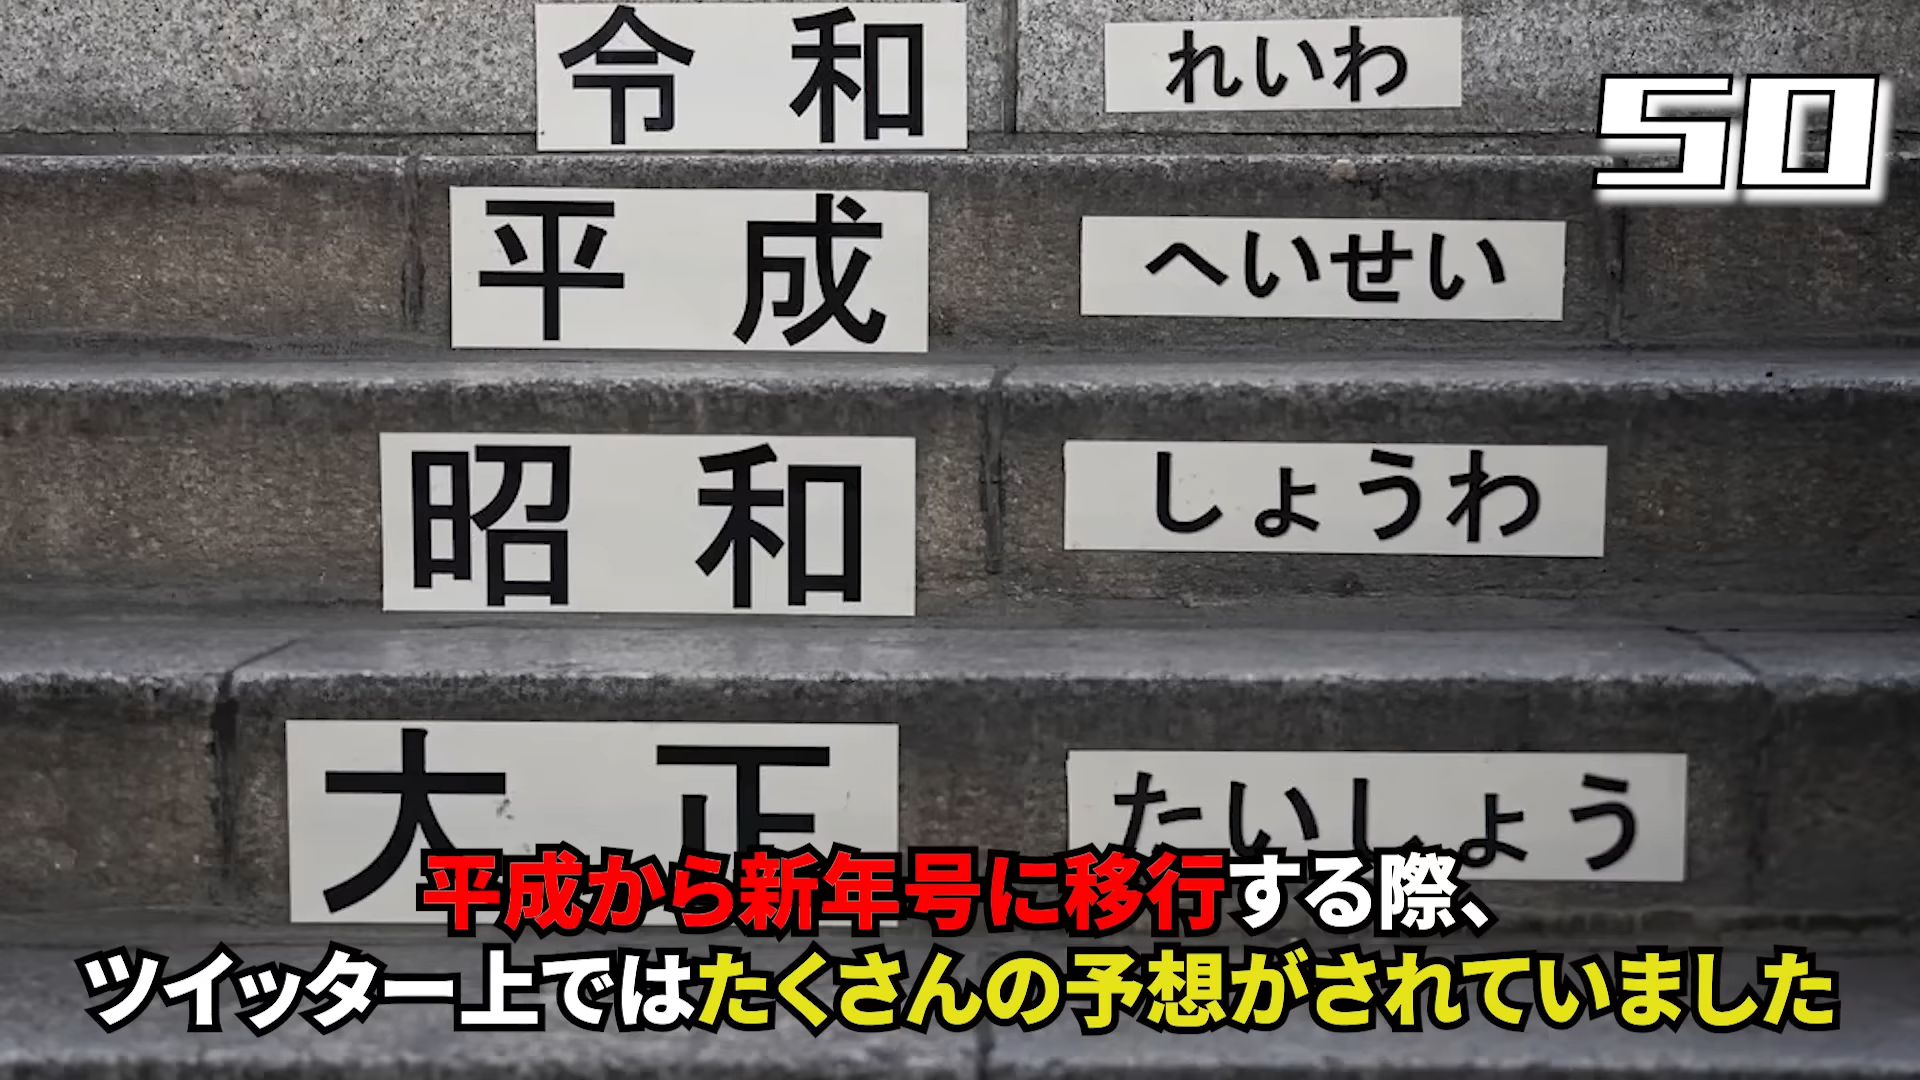 令和 れいわ
50
平成 へいせい
昭和 しょうわ
大正 たいしょう
平成から新年号に移行する際、
ツイッター上ではたくさんの予想がされていました